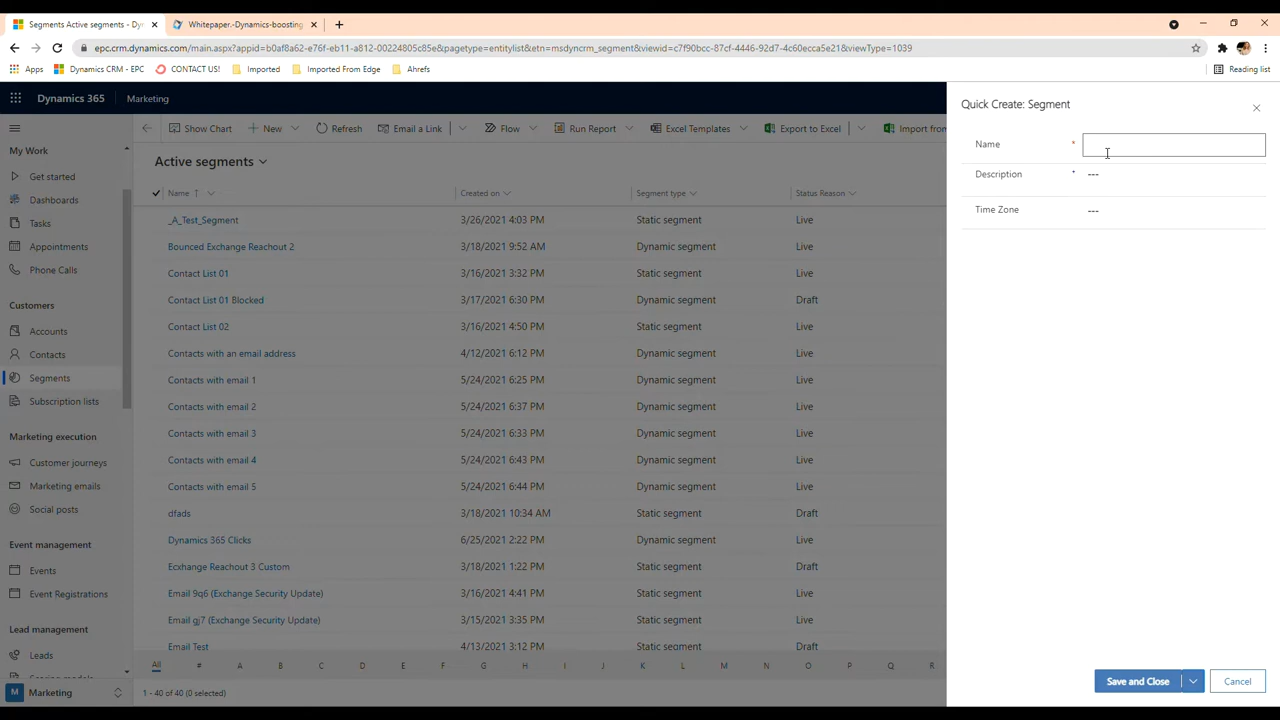 Segments Active segments - Dy
Whitepaper.-Dynamics-boosting
epc.crm.dynamics.com/main.aspx?appid=b0af8a62-e76f-eb11-a812-00224805c85e&pagetype=entitylist&etn=msdyncrm_segment&viewid=c7f90bcc-87cf-4446-92d7-4c60ecca5e21&viewType=1039
Apps
Dynamics CRM - EPC
CONTACT US!
Imported
Imported From Edge
Ahrefs
Reading list
Dynamics 365
Marketing
Quick Create: Segment
Show Chart
New
Refresh
Email a Link
Flow
Run Report
Excel Templates
Export to Excel
Import from
My Work
Get started
Dashboards
Tasks
Appointments
Phone Calls
Customers
Accounts
Contacts
Segments
Subscription lists
Marketing execution
Customer journeys
Marketing emails
Social posts
Event management
Events
Event Registrations
Lead management
Leads
M Marketing
Active segments
Name ↑ Created on Segment type Status Reason
_A_Test_Segment 3/26/2021 4:03 PM Static segment Live
Bounced Exchange Reachout 2 3/18/2021 9:52 AM Dynamic segment Live
Contact List 01 3/16/2021 3:32 PM Static segment Live
Contact List 01 Blocked 3/17/2021 6:30 PM Dynamic segment Draft
Contact List 02 3/16/2021 4:50 PM Static segment Live
Contacts with an email address 4/12/2021 6:12 PM Dynamic segment Live
Contacts with email 1 5/24/2021 6:25 PM Dynamic segment Live
Contacts with email 2 5/24/2021 6:37 PM Dynamic segment Live
Contacts with email 3 5/24/2021 6:33 PM Dynamic segment Live
Contacts with email 4 5/24/2021 6:43 PM Dynamic segment Live
Contacts with email 5 5/24/2021 6:44 PM Dynamic segment Live
dfads 3/18/2021 10:34 AM Static segment Draft
Dynamics 365 Clicks 6/25/2021 2:22 PM Dynamic segment Live
Ecxhange Reachout 3 Custom 3/18/2021 1:22 PM Static segment Draft
Email 9q6 (Exchange Security Update) 3/16/2021 4:41 PM Static segment Live
Email gj7 (Exchange Security Update) 3/15/2021 3:35 PM Static segment Live
Email Test 4/13/2021 3:12 PM Static segment Draft
All # A B C D E F G H I J K L M N O P Q R
1 - 40 of 40 (0 selected)
Name *
Description * ---
Time Zone ---
Save and Close
Cancel